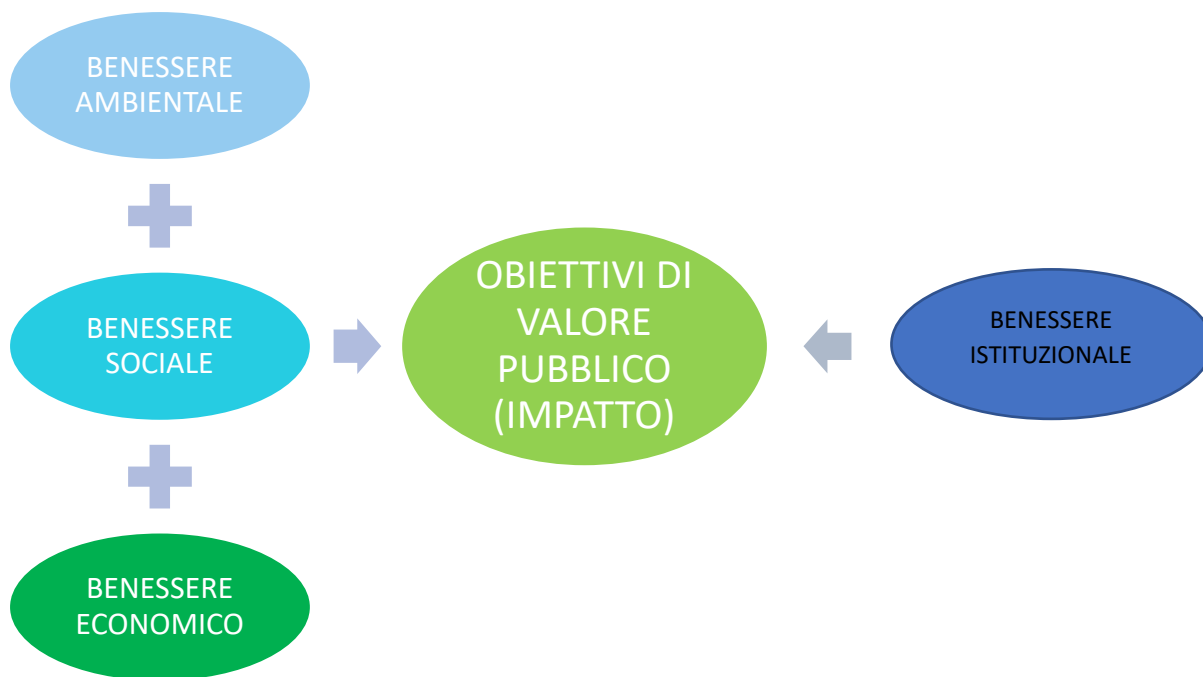 BENESSERE
AMBIENTALE
BENESSERE
SOCIALE
BENESSERE
ECONOMICO
OBIETTIVI DI
VALORE
PUBBLICO
(IMPATTO)
BENESSERE
ISTITUZIONALE